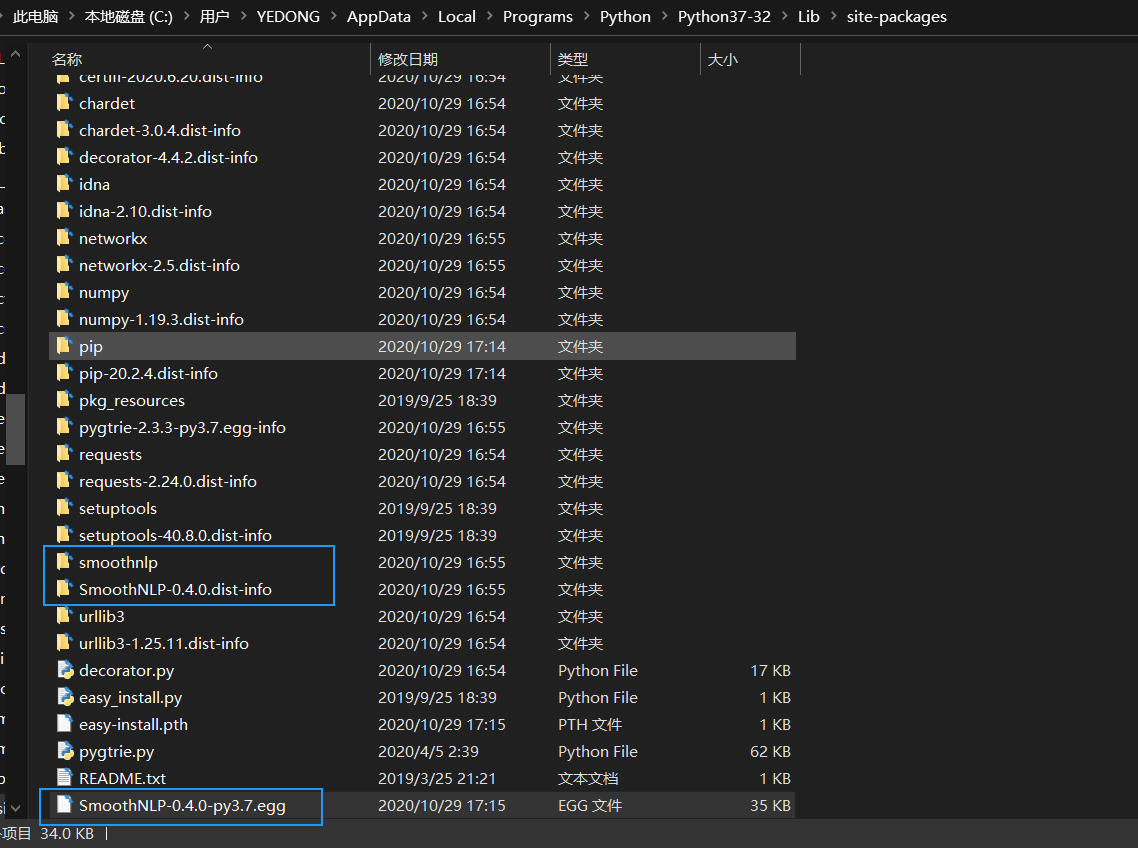 此电脑 > 本地磁盘 (C:) > 用户 > YEDONG > AppData > Local > Programs > Python > Python37-32 > Lib > site-packages
名称 修改日期 类型 大小
certifi-2020.6.20.dist-info 2020/10/29 16:54 文件夹
chardet 2020/10/29 16:54 文件夹
chardet-3.0.4.dist-info 2020/10/29 16:54 文件夹
decorator-4.4.2.dist-info 2020/10/29 16:54 文件夹
idna 2020/10/29 16:54 文件夹
idna-2.10.dist-info 2020/10/29 16:54 文件夹
networkx 2020/10/29 16:55 文件夹
networkx-2.5.dist-info 2020/10/29 16:55 文件夹
numpy 2020/10/29 16:54 文件夹
numpy-1.19.3.dist-info 2020/10/29 16:54 文件夹
pip 2020/10/29 17:14 文件夹
pip-20.2.4.dist-info 2020/10/29 17:14 文件夹
pkg_resources 2019/9/25 18:39 文件夹
pygtrie-2.3.3-py3.7.egg-info 2020/10/29 16:55 文件夹
requests 2020/10/29 16:54 文件夹
requests-2.24.0.dist-info 2020/10/29 16:54 文件夹
setuptools 2019/9/25 18:39 文件夹
setuptools-40.8.0.dist-info 2019/9/25 18:39 文件夹
smoothnlp 2020/10/29 16:55 文件夹
SmoothNLP-0.4.0.dist-info 2020/10/29 16:55 文件夹
urllib3 2020/10/29 16:54 文件夹
urllib3-1.25.11.dist-info 2020/10/29 16:54 文件夹
decorator.py 2020/10/29 16:54 Python File 17 KB
easy_install.py 2019/9/25 18:39 Python File 1 KB
easy-install.pth 2020/10/29 17:15 PTH 文件 1 KB
pygtrie.py 2020/4/5 2:39 Python File 62 KB
README.txt 2019/3/25 21:21 文本文档 1 KB
SmoothNLP-0.4.0-py3.7.egg 2020/10/29 17:15 EGG 文件 35 KB
项目 34.0 KB